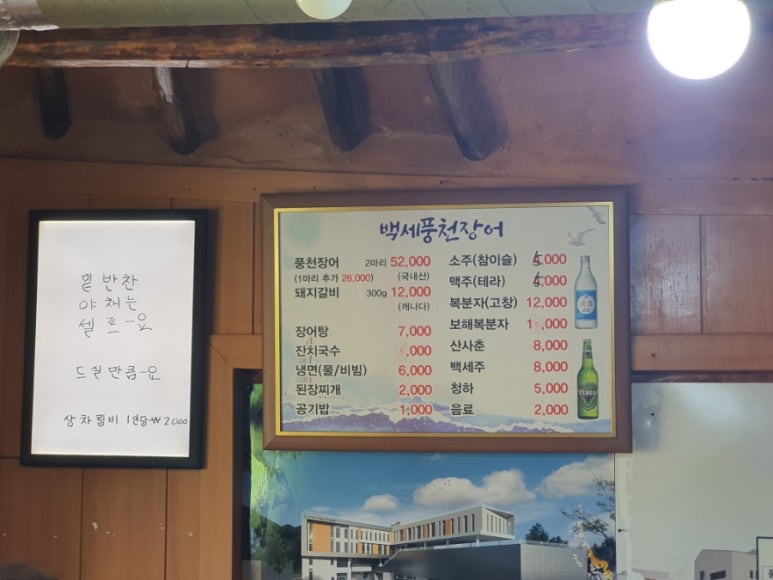 밑반찬
야채는
셀프-요
드실만큼-요
상차림비 1인당₩2000
백세풍천장어
풍천장어 2마리 52,000
(1마리 추가 26,000) (국내산)
돼지갈비 300g 12,000
(캐나다)
장어탕 7,000
잔치국수
냉면(물/비빔) 6,000
된장찌개 2,000
공기밥 1,000
소주(참이슬)
맥주(테라)
복분자(고창) 12,000
보해복분자
산사춘 8,000
백세주 8,000
청하 5,000
음료 2,000
TERRA